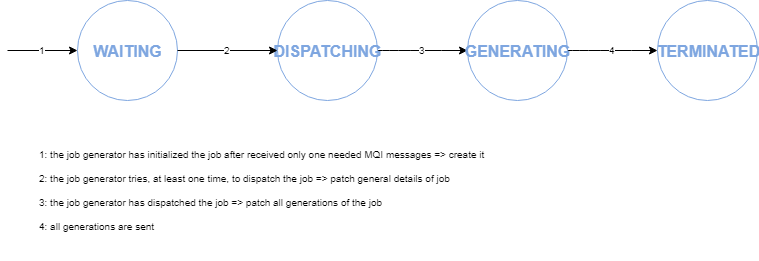 1 WAITING 2 DISPATCHING 3 GENERATING 4 TERMINATED
1: the job generator has initialized the job after received only one needed MQI messages => create it
2: the job generator tries, at least one time, to dispatch the job => patch general details of job
3: the job generator has dispatched the job => patch all generations of the job
4: all generations are sent